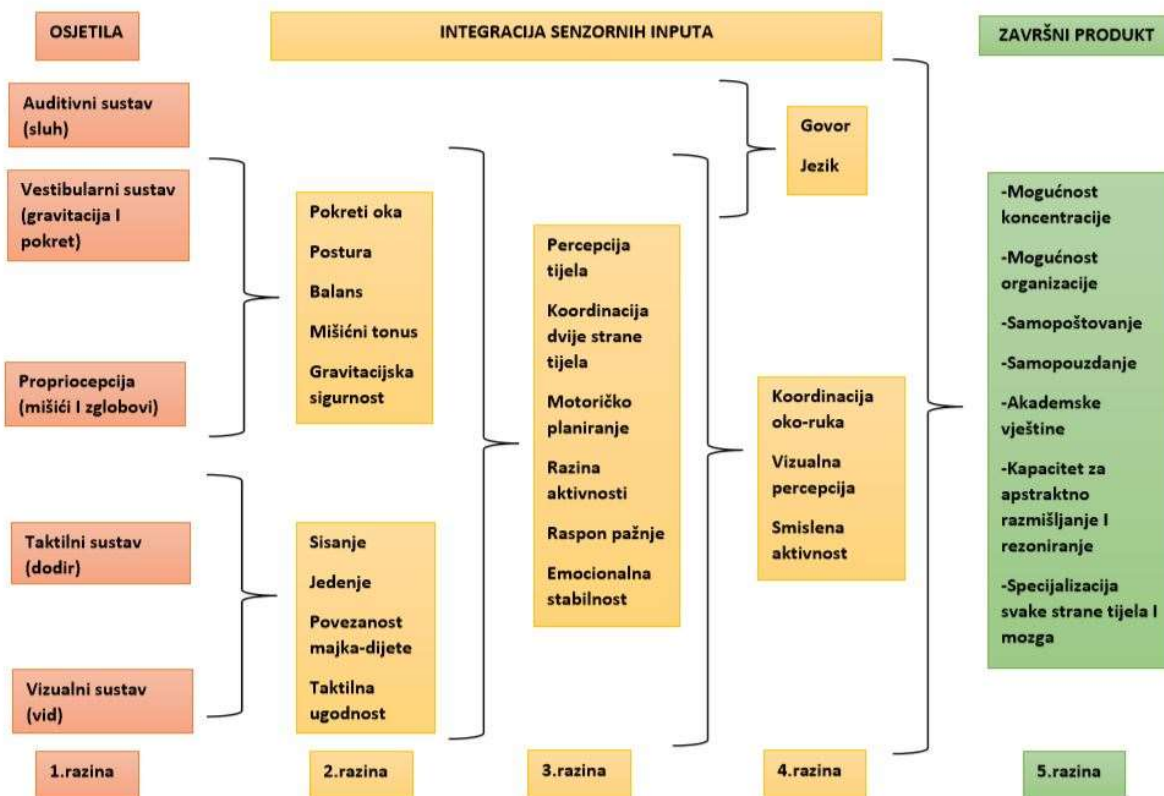 OSJETILA
INTEGRACIJA SENZORNIH INPUTA
ZAVRŠNI PRODUKT
Auditivni sustav
(sluh)
Vestibularni sustav
(gravitacija I
pokret)
Propriocepcija
(mišići I zglobovi)
Taktilni sustav
(dodir)
Vizualni sustav
(vid)
1.razina
Pokreti oka
Postura
Balans
Mišićni tonus
Gravitacijska
sigurnost
Sisanje
Jedenje
Povezanost
majka-dijete
Taktilna
ugodnost
2.razina
Percepcija
tijela
Koordinacija
dvije strane
tijela
Motoričko
planiranje
Razina
aktivnosti
Raspon pažnje
Emocionalna
stabilnost
3.razina
Govor
Jezik
Koordinacija
oko-ruka
Vizualna
percepcija
Smislena
aktivnost
4.razina
-Mogućnost
koncentracije
-Mogućnost
organizacije
-Samopoštovanje
-Samopouzdanje
-Akademske
vještine
-Kapacitet za
apstraktno
razmišljanje I
rezoniranje
-Specijalizacija
svake strane tijela I
mozga
5.razina